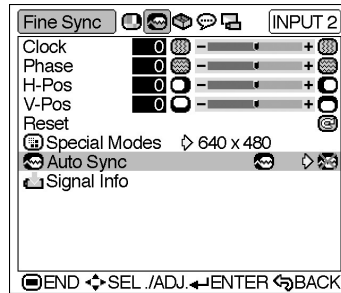 Fine Sync INPUT 2
Clock 0 - +
Phase 0 - +
H-Pos 0 - +
V-Pos 0 - +
Reset
Special Modes 640 x 480
Auto Sync
Signal Info
END SEL ./ADJ. ENTER BACK